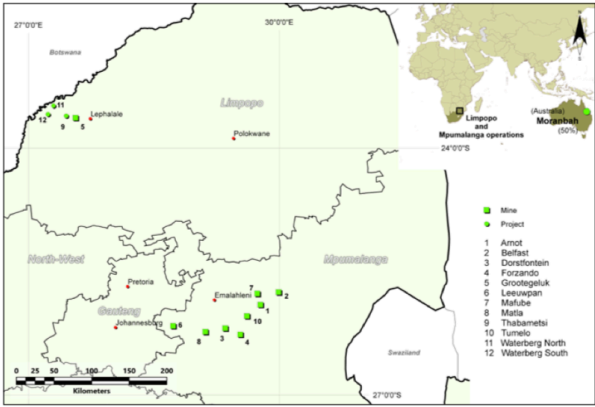 27°0'0"E
30°0'0"E
Botswana
Limpopo
11
12
9
5
Lephalale
Polokwane
(Australia)
Moranbah
(50%)
Limpopo
and
Mpumalanga operations
24°0'0"S
Mine
Project
1 Arnot
2 Belfast
3 Dorstfontein
4 Forzando
5 Grootegeluk
6 Leeuwpan
7 Mafube
8 Matla
9 Thabametsi
10 Tumelo
11 Waterberg North
12 Waterberg South
North-West
Mpumalanga
Pretoria
Gauteng
Johannesburg
Emalahleni
7
2
1
10
6
8
3
4
Swaziland
0 25 50 100 150 200
Kilometers
27°0'0"S